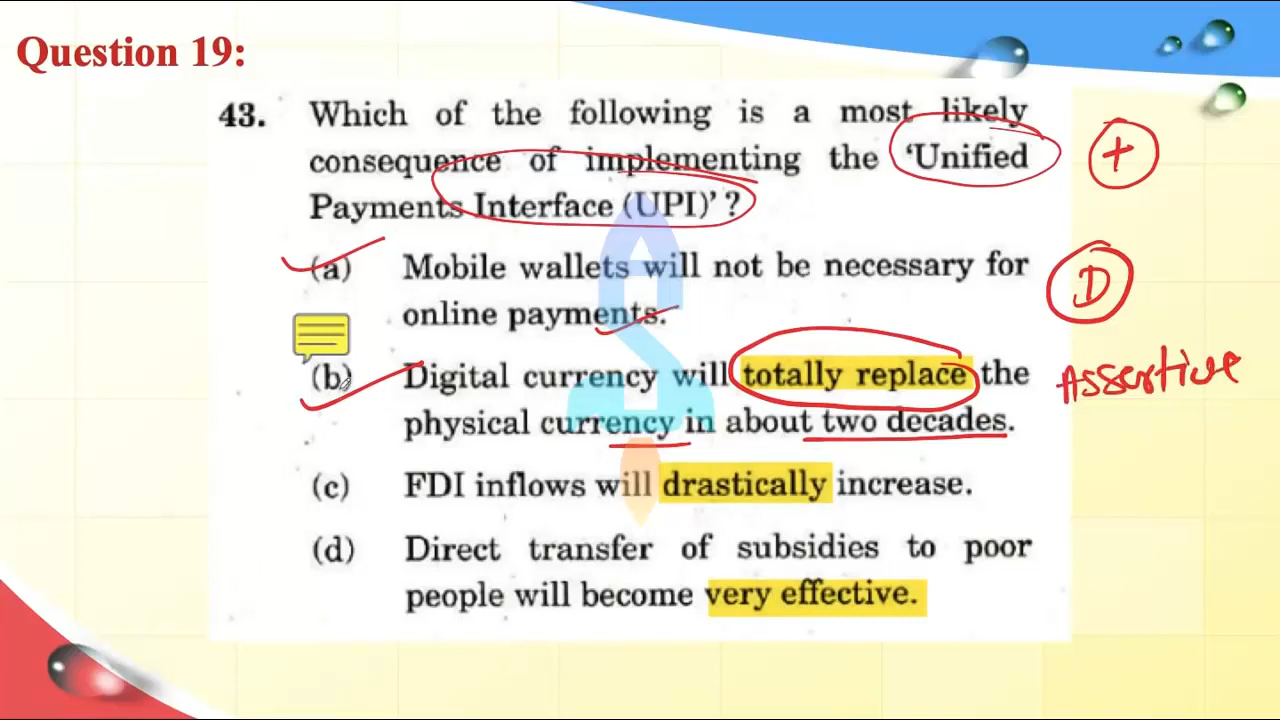 Question 19:
43. Which of the following is a most likely
consequence of implementing the ‘Unified
Payments Interface (UPI)’ ?
+
(a) Mobile wallets will not be necessary for
online payments.
D
(b) Digital currency will totally replace the
physical currency in about two decades.
Assertive
(c) FDI inflows will drastically increase.
(d) Direct transfer of subsidies to poor
people will become very effective.